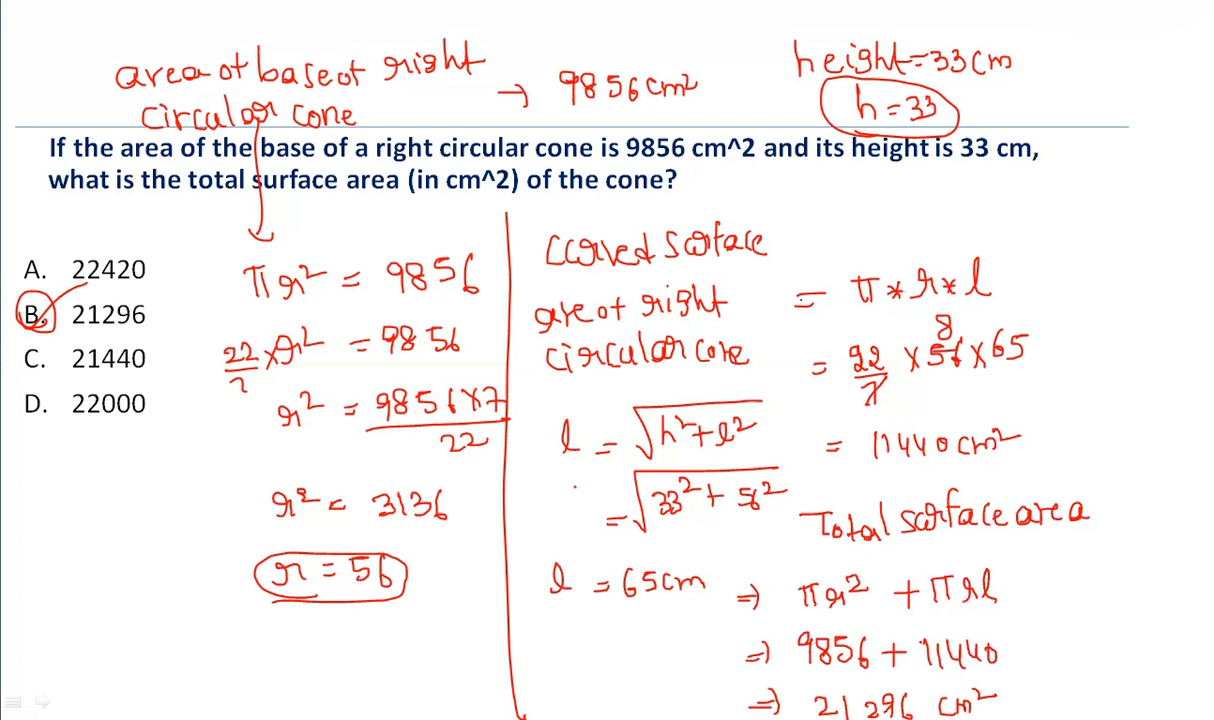 area of base of right
circular cone → 9856 cm²
height = 33 cm
h = 33
If the area of the base of a right circular cone is 9856 cm^2 and its height is 33 cm,
what is the total surface area (in cm^2) of the cone?
A. 22420
B. 21296
C. 21440
D. 22000
πr² = 9856
22/7 × r² = 9856
r² = 9856×7/22
r² = 3136
r = 56
Curved surface
are of right
circular cone
= π * r * l
= 22/7 × 56 × 65
8
= 11440 cm²
l = √h²+r²
= √33² + 56²
l = 65cm
Total surface area
⇒ πr² + πrl
⇒ 9856 + 11440
⇒ 21296 cm²